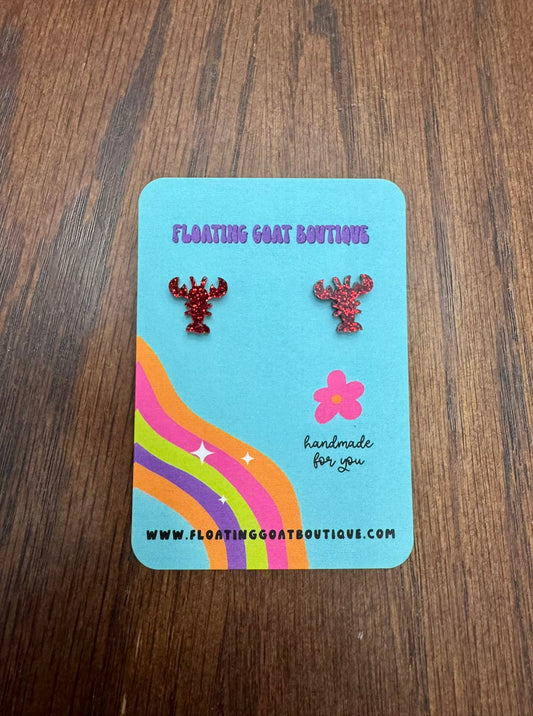 FLOATING GOAT BOUTIQUE
handmade
for you
WWW.FLOATINGGOATBOUTIQUE.COM